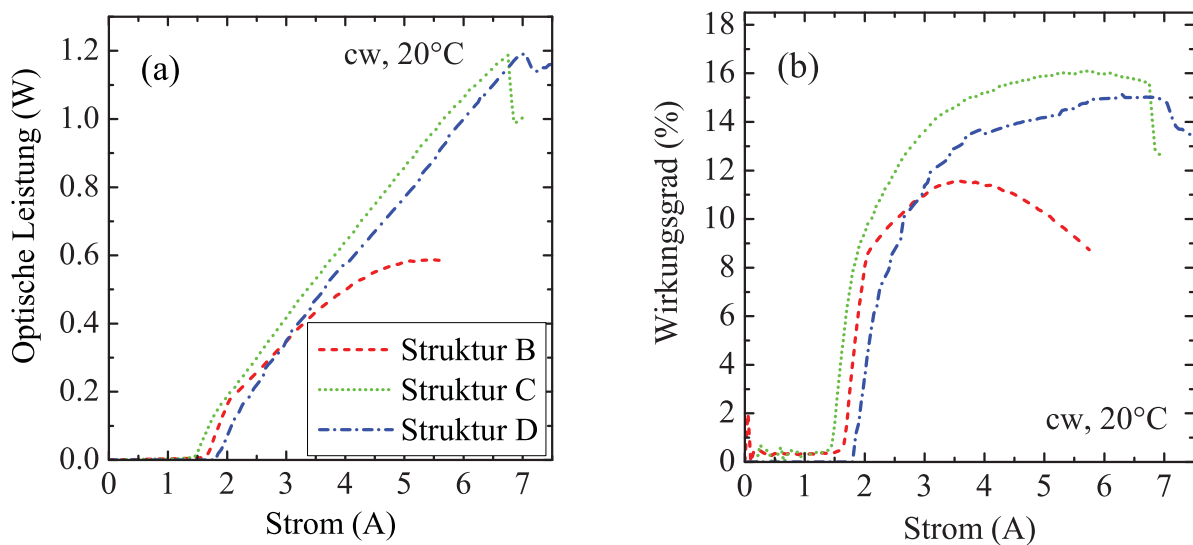 (a)
cw, 20°C
Optische Leistung (W)
1.2
1.0
0.8
0.6
0.4
0.2
0.0
Struktur B
Struktur C
Struktur D
0 1 2 3 4 5 6 7
Strom (A)
(b)
Wirkungsgrad (%)
18
16
14
12
10
8
6
4
2
0
cw, 20°C
0 1 2 3 4 5 6 7
Strom (A)